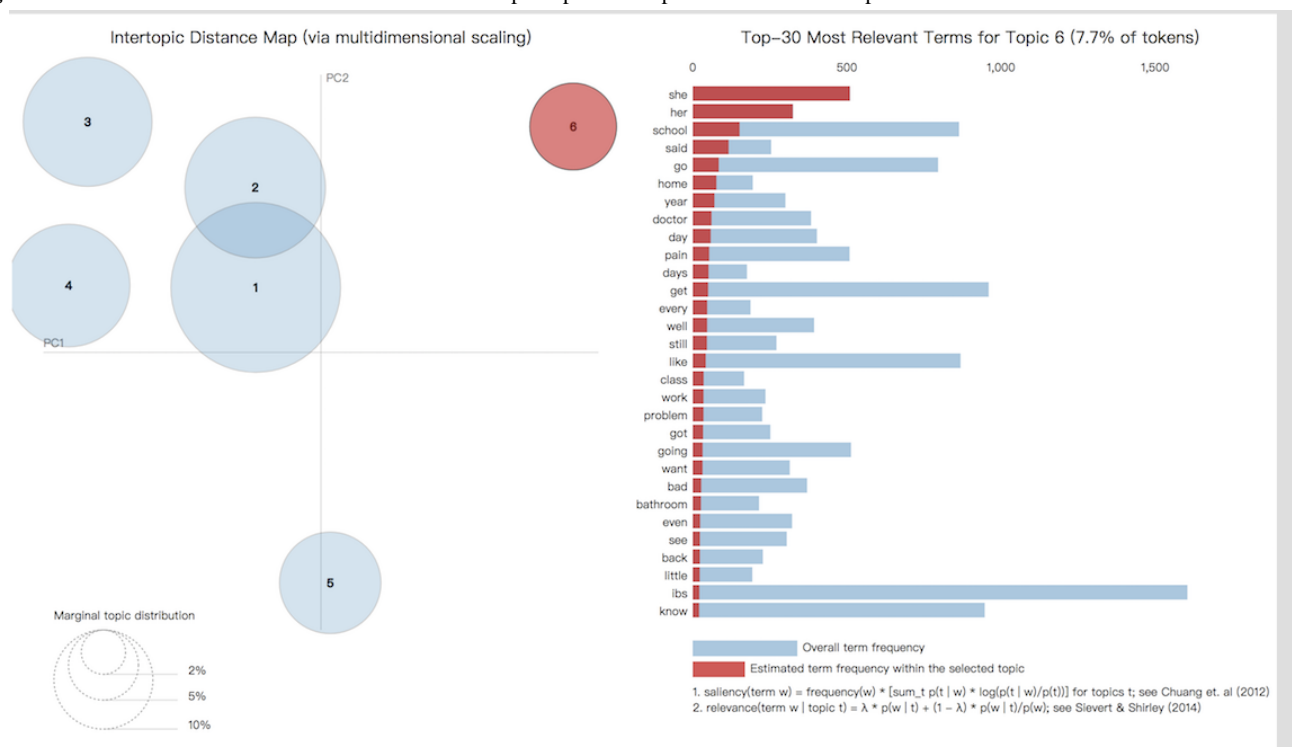 Intertopic Distance Map (via multidimensional scaling)
PC2
3
6
2
4
1
PC1
5
Marginal topic distribution
2%
5%
10%
Top-30 Most Relevant Terms for Topic 6 (7.7% of tokens)
0 500 1,000 1,500
she
her
school
said
go
home
year
doctor
day
pain
days
get
every
well
still
like
class
work
problem
got
going
want
bad
bathroom
even
see
back
little
ibs
know
Overall term frequency
Estimated term frequency within the selected topic
1. saliency(term w) = frequency(w) * [sum_t p(t | w) * log(p(t | w)/p(t))] for topics t; see Chuang et. al (2012)
2. relevance(term w | topic t) = λ * p(w | t) + (1 - λ) * p(w | t)/p(w); see Sievert & Shirley (2014)